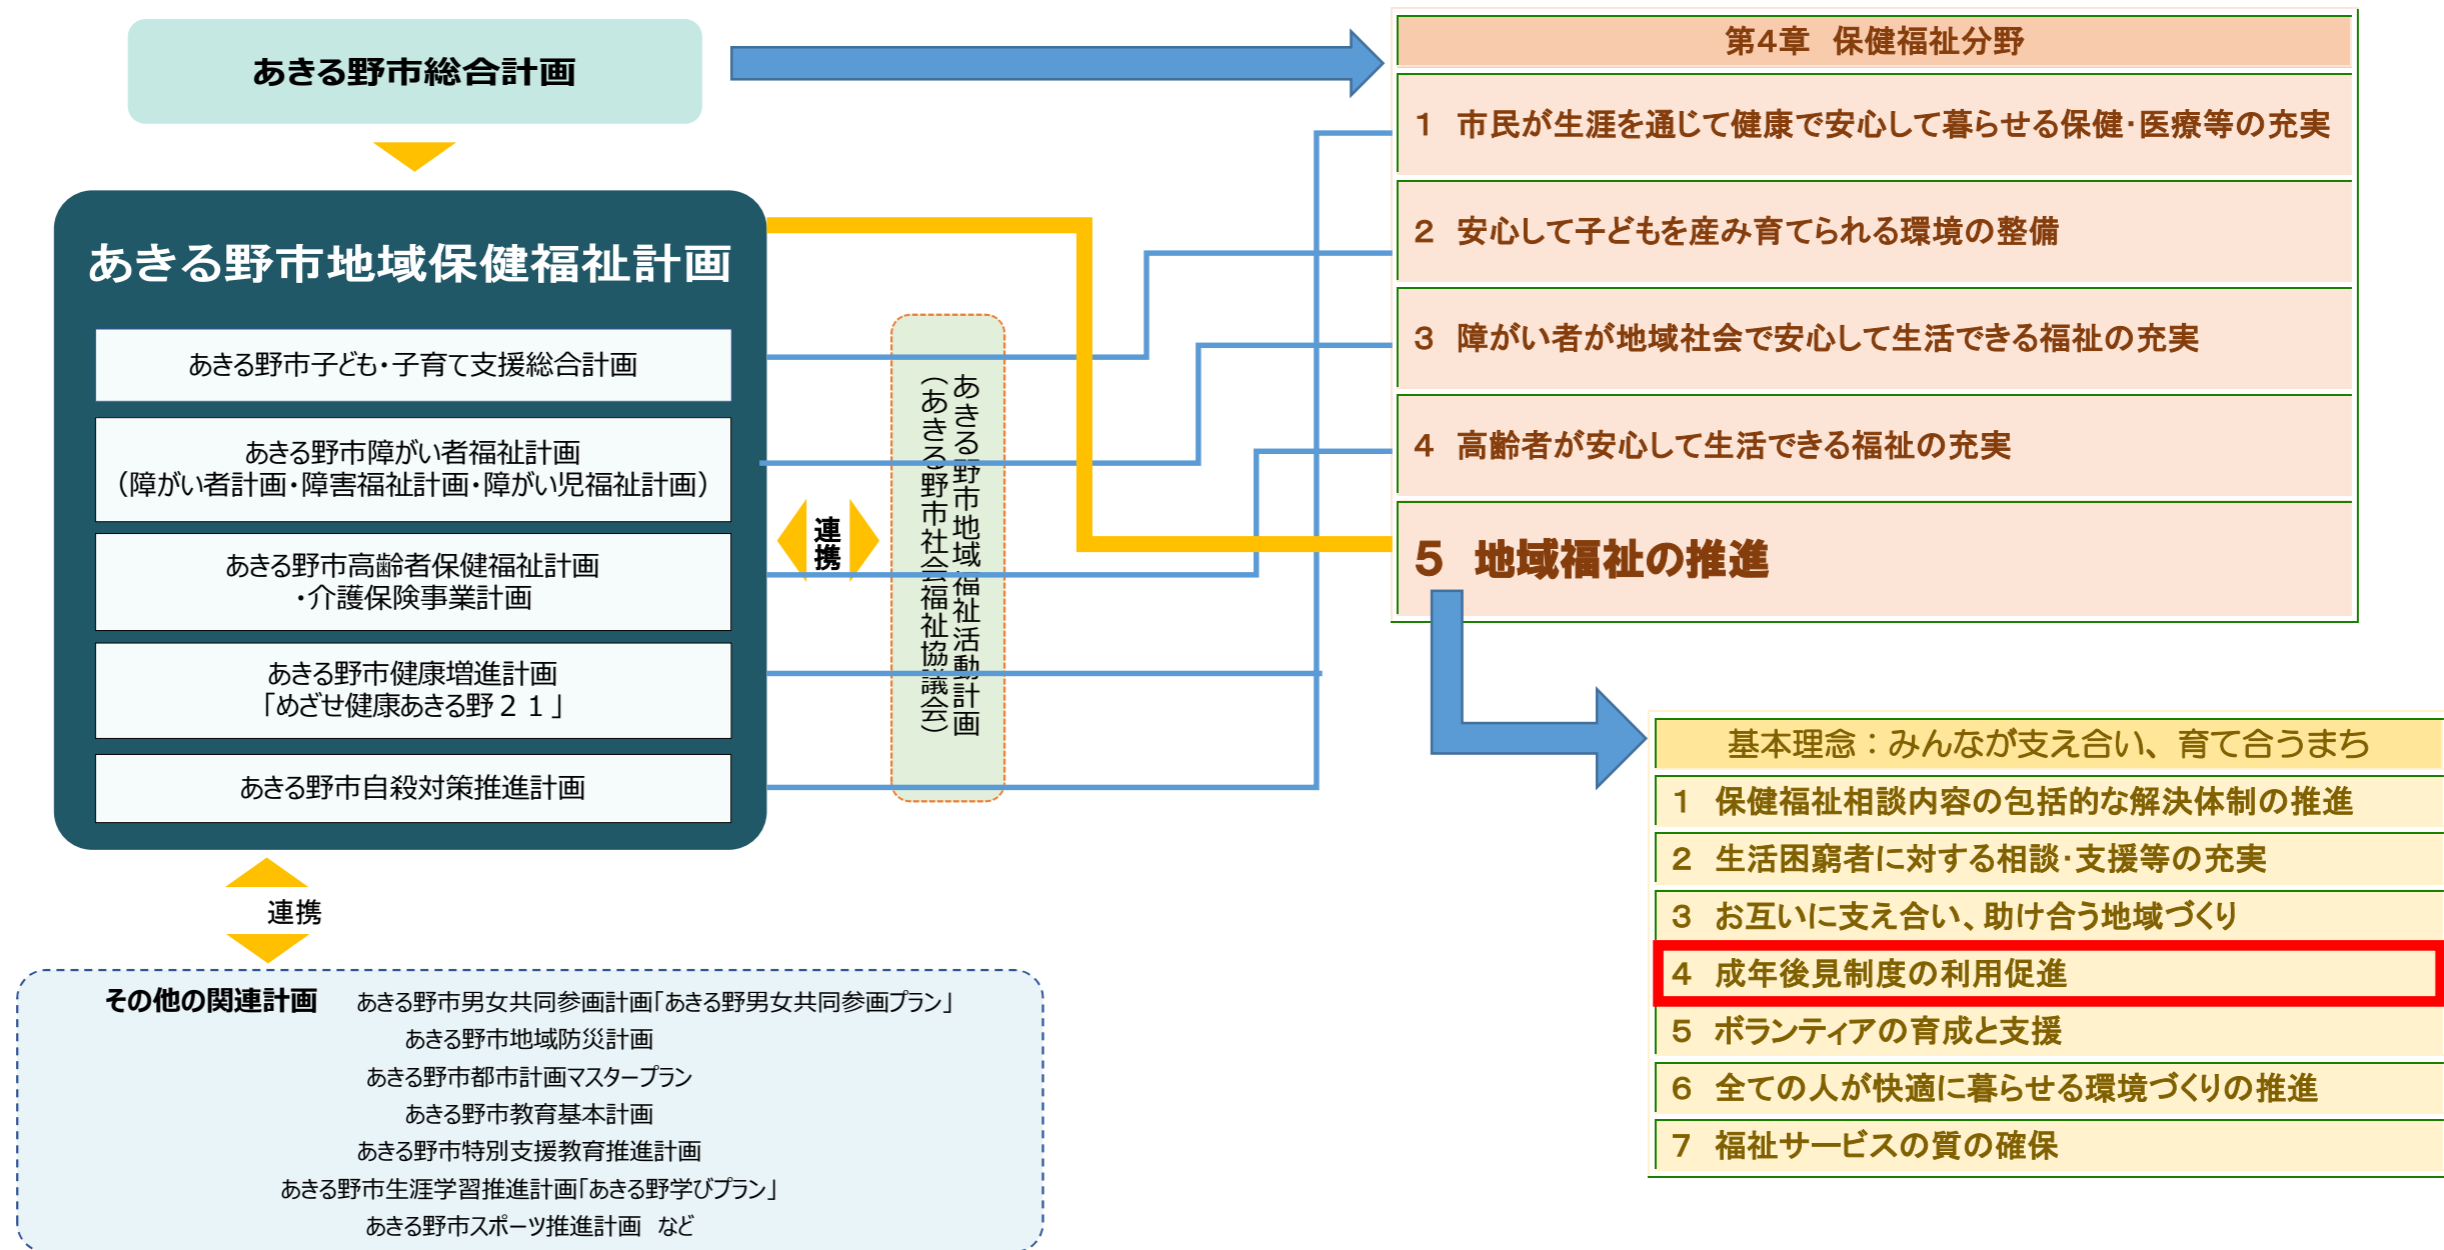 あきる野市総合計画
あきる野市地域保健福祉計画
あきる野市子ども・子育て支援総合計画
あきる野市障がい者福祉計画
（障がい者計画・障害福祉計画・障がい児福祉計画）
あきる野市高齢者保健福祉計画
・介護保険事業計画
あきる野市健康増進計画
「めざせ健康あきる野２１」
あきる野市自殺対策推進計画
連携
あきる野市地域福祉活動計画
（あきる野市社会福祉協議会）
連携
その他の関連計画　あきる野市男女共同参画計画「あきる野男女共同参画プラン」
あきる野市地域防災計画
あきる野市都市計画マスタープラン
あきる野市教育基本計画
あきる野市特別支援教育推進計画
あきる野市生涯学習推進計画「あきる野学びプラン」
あきる野市スポーツ推進計画　など
第4章　保健福祉分野
1　市民が生涯を通じて健康で安心して暮らせる保健・医療等の充実
2　安心して子どもを産み育てられる環境の整備
3　障がい者が地域社会で安心して生活できる福祉の充実
4　高齢者が安心して生活できる福祉の充実
5　地域福祉の推進
基本理念：みんなが支え合い、育て合うまち
1　保健福祉相談内容の包括的な解決体制の推進
2　生活困窮者に対する相談・支援等の充実
3　お互いに支え合い、助け合う地域づくり
4　成年後見制度の利用促進
5　ボランティアの育成と支援
6　全ての人が快適に暮らせる環境づくりの推進
7　福祉サービスの質の確保